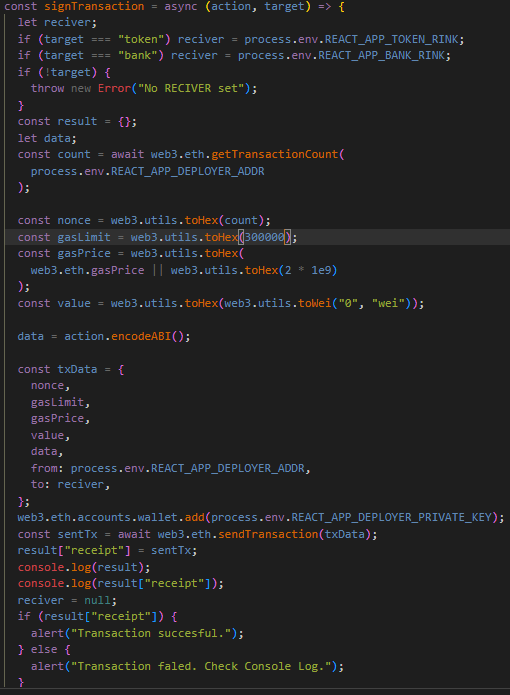 const signTransaction = async (action, target) => {
let reciver;
if (target === "token") reciver = process.env.REACT_APP_TOKEN_RINK;
if (target === "bank") reciver = process.env.REACT_APP_BANK_RINK;
if (!target) {
throw new Error("No RECIVER set");
}
const result = {};
let data;
const count = await web3.eth.getTransactionCount(
process.env.REACT_APP_DEPLOYER_ADDR
);
const nonce = web3.utils.toHex(count);
const gasLimit = web3.utils.toHex(300000);
const gasPrice = web3.utils.toHex(
web3.eth.gasPrice || web3.utils.toHex(2 * 1e9)
);
const value = web3.utils.toHex(web3.utils.toWei("0", "wei"));
data = action.encodeABI();
const txData = {
nonce,
gasLimit,
gasPrice,
value,
data,
from: process.env.REACT_APP_DEPLOYER_ADDR,
to: reciver,
};
web3.eth.accounts.wallet.add(process.env.REACT_APP_DEPLOYER_PRIVATE_KEY);
const sentTx = await web3.eth.sendTransaction(txData);
result["receipt"] = sentTx;
console.log(result);
console.log(result["receipt"]);
reciver = null;
if (result["receipt"]) {
alert("Transaction succesful.");
} else {
alert("Transaction faled. Check Console Log.");
}